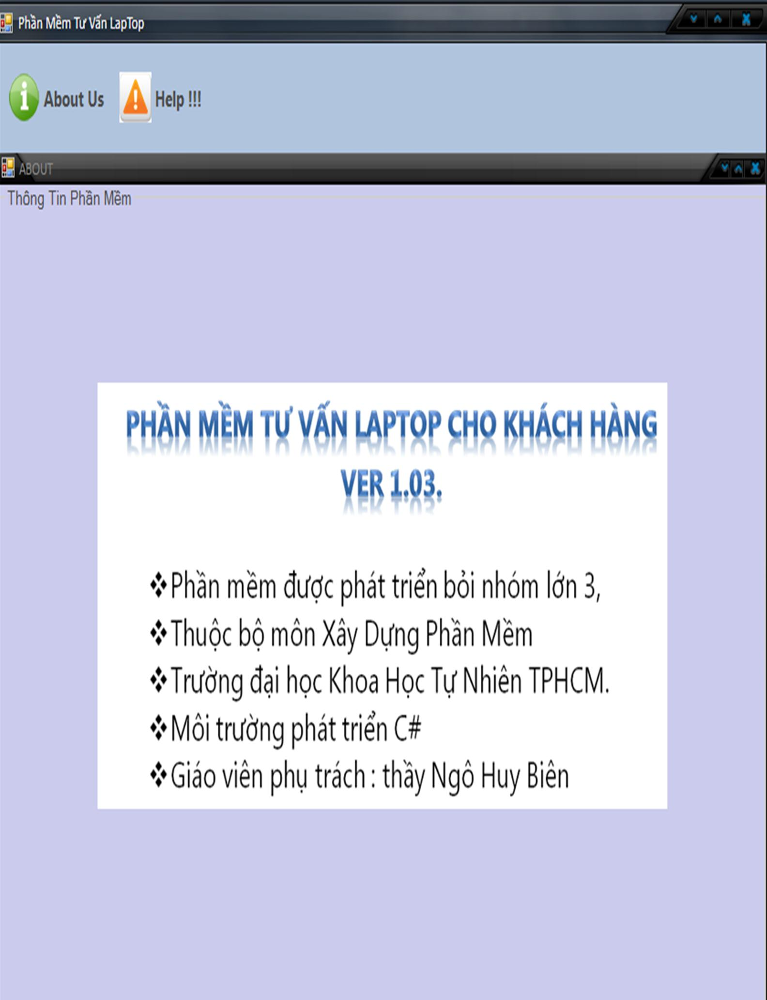 Phần Mềm Tư Vấn LapTop
About Us Help !!!
ABOUT
Thông Tin Phần Mềm
PHẦN MỀM TƯ VẤN LAPTOP CHO KHÁCH HÀNG
VER 1.03.
❖Phần mềm được phát triển bỏi nhóm lớn 3,
❖Thuộc bộ môn Xây Dựng Phần Mềm
❖Trường đại học Khoa Học Tự Nhiên TPHCM.
❖Môi trường phát triển C#
❖Giáo viên phụ trách : thầy Ngô Huy Biên